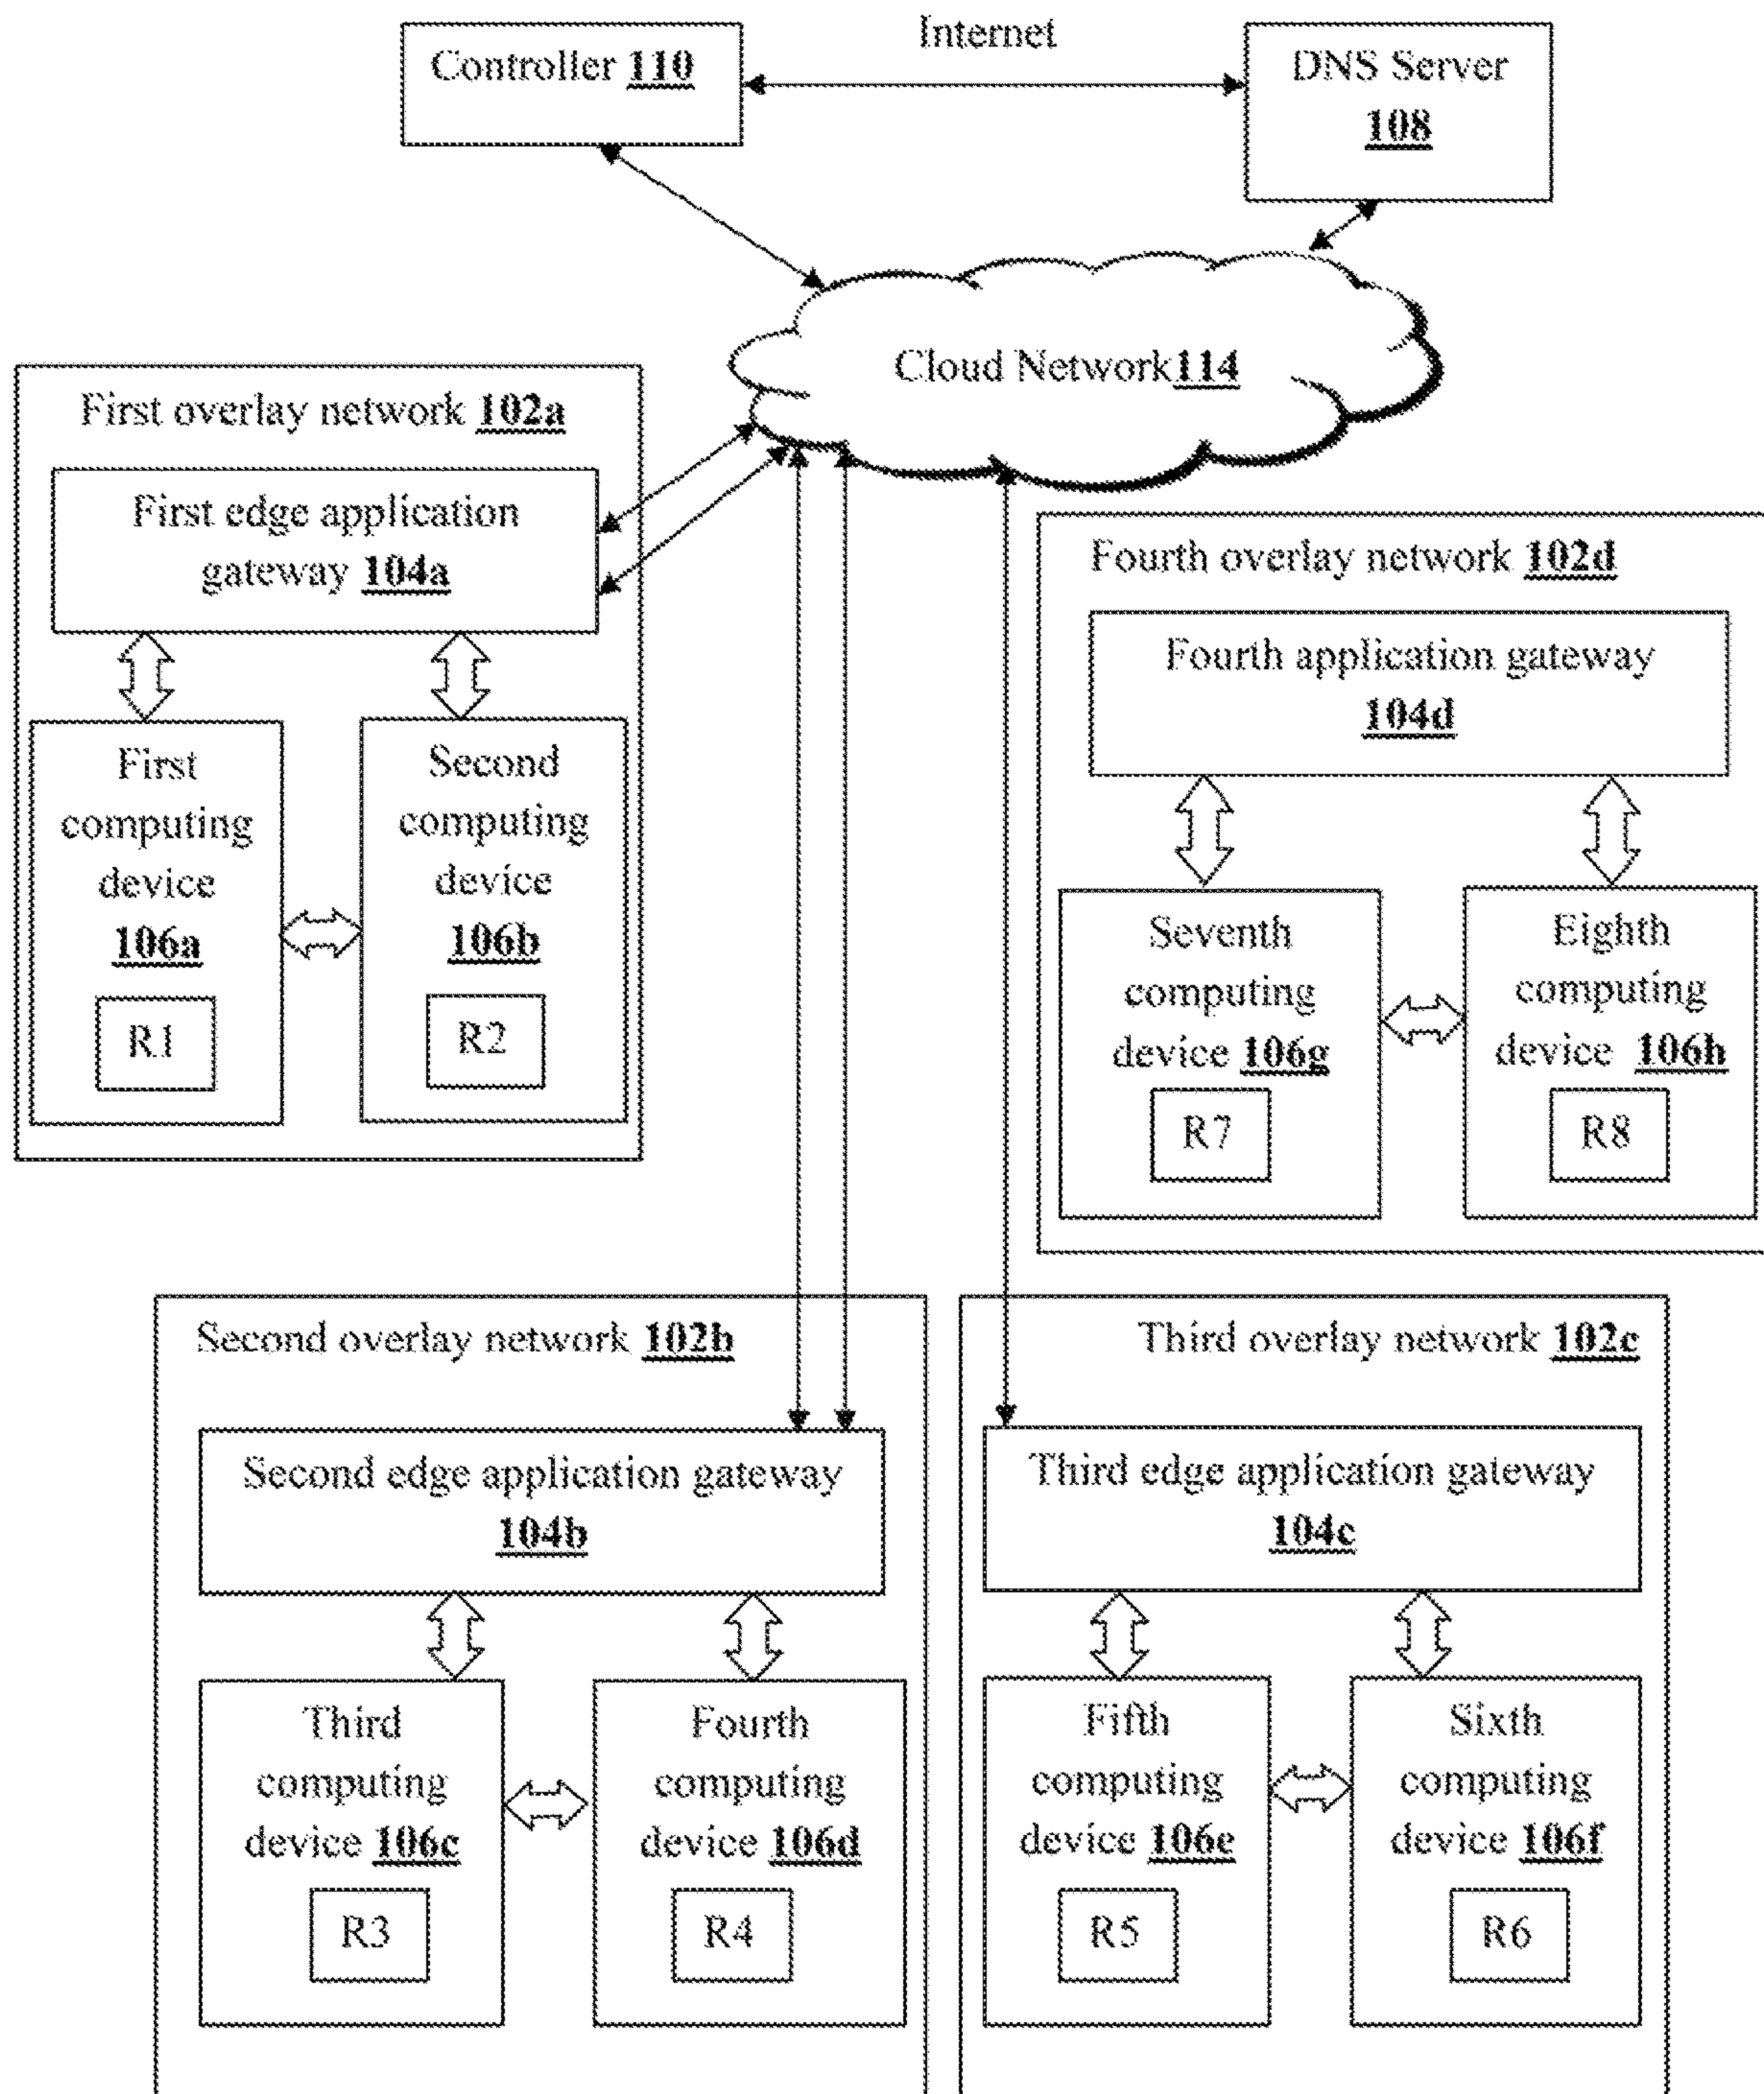 Controller 110
Internet
DNS Server
108
Cloud Network114
First overlay network 102a
First edge application
gateway 104a
First
computing
device
106a
R1
Second
computing
device
106b
R2
Fourth overlay network 102d
Fourth application gateway
104d
Seventh
computing
device 106g
R7
Eighth
computing
device 106h
R8
Second overlay network 102b
Second edge application gateway
104b
Third
computing
device 106c
R3
Fourth
computing
device 106d
R4
Third overlay network 102c
Third edge application gateway
104c
Fifth
computing
device 106e
R5
Sixth
computing
device 106f
R6